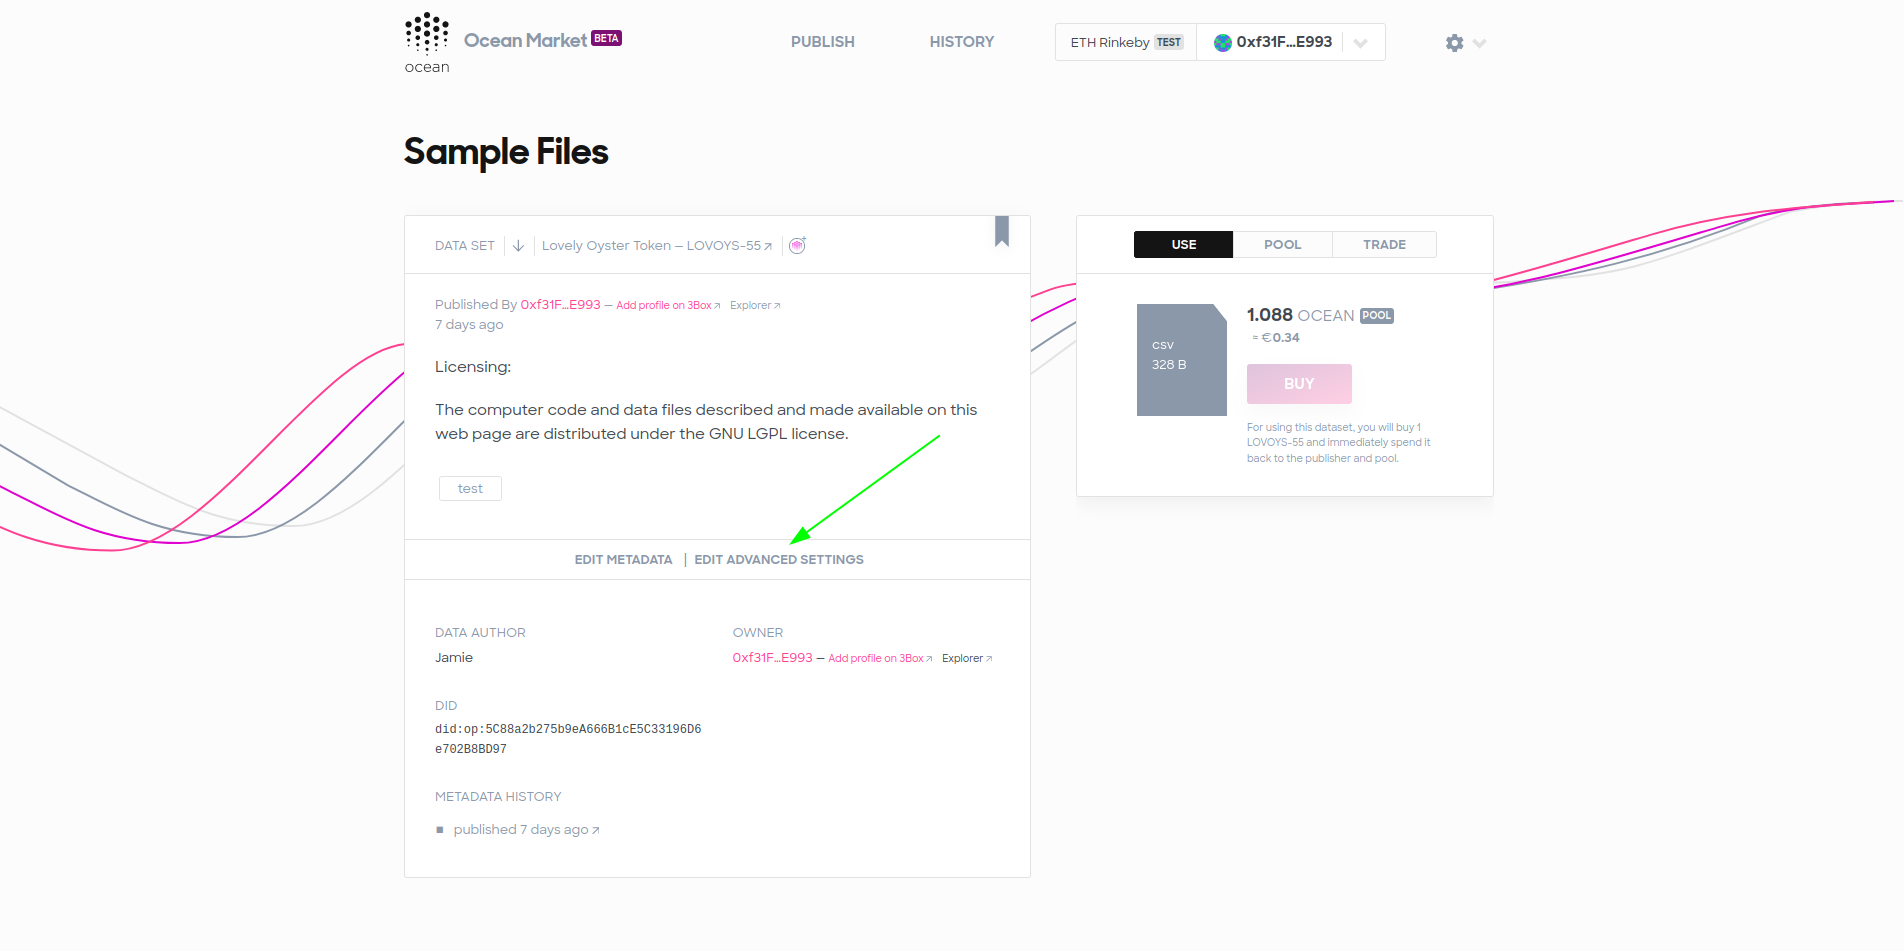 ocean
Ocean Market BETA
PUBLISH
HISTORY
ETH Rinkeby TEST
0xf31F…E993
Sample Files
DATA SET
Lovely Oyster Token — LOVOYS-55
Published By 0xf31F…E993 — Add profile on 3Box Explorer
7 days ago
Licensing:
The computer code and data files described and made available on this
web page are distributed under the GNU LGPL license.
test
EDIT METADATA | EDIT ADVANCED SETTINGS
DATA AUTHOR
Jamie
OWNER
0xf31F…E993 — Add profile on 3Box Explorer
DID
did:op:5C88a2b275b9eA666B1cE5C33196D6
e702B8BD97
METADATA HISTORY
published 7 days ago
USE
POOL
TRADE
csv
328 B
1.088 OCEAN POOL
≈ €0.34
BUY
For using this dataset, you will buy 1
LOVOYS-55 and immediately spend it
back to the publisher and pool.